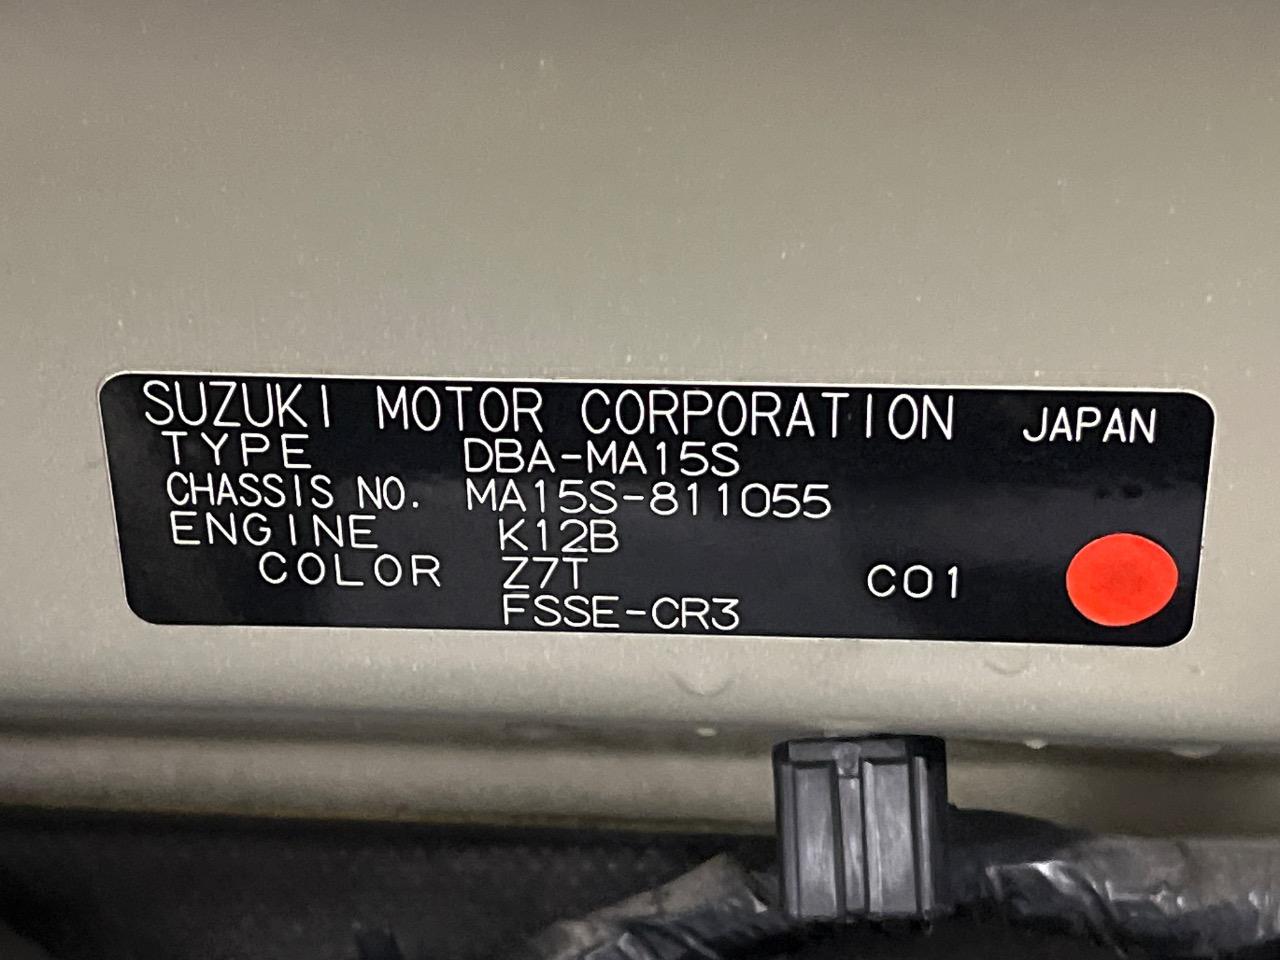 SUZUKI MOTOR CORPORATION JAPAN
TYPE DBA-MA15S
CHASSIS NO. MA15S-811055
ENGINE K12B
COLOR Z7T C01
FSSE-CR3